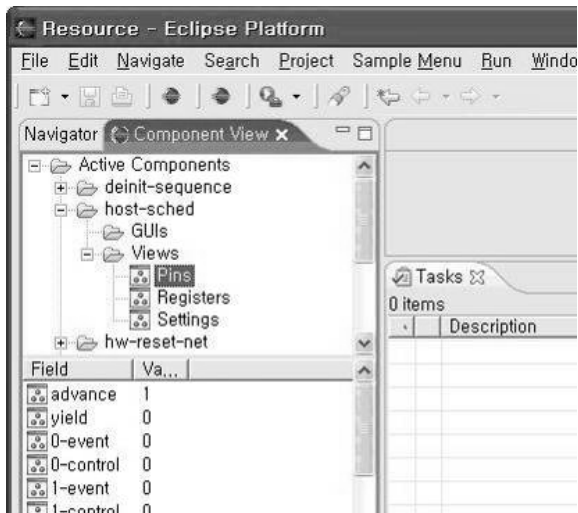 Resource - Eclipse Platform
File Edit Navigate Search Project Sample Menu Run Windo
Navigator Component View
Active Components
deinit-sequence
host-sched
GUIs
Views
Pins
Registers
Settings
hw-reset-net
Field Va...
advance 1
yield 0
0-event 0
0-control 0
1-event 0
1-control 0
Tasks
0 items
Description